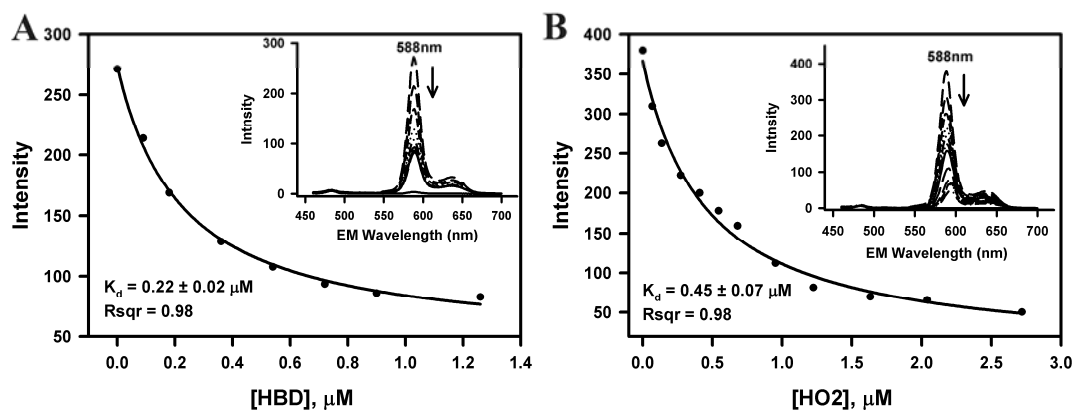 A
300
250
200
150
100
50
Intensity
0.0 0.2 0.4 0.6 0.8 1.0 1.2 1.4
[HBD], μM
K_d = 0.22 ± 0.02 μM
Rsqr = 0.98
588nm
300
200
100
0
Intnsity
450 500 550 600 650 700
EM Wavelength (nm)
B
400
350
300
250
200
150
100
50
Intensity
0.0 0.5 1.0 1.5 2.0 2.5 3.0
[HO2], μM
K_d = 0.45 ± 0.07 μM
Rsqr = 0.98
588nm
400
300
200
100
0
Intnsity
450 500 550 600 650 700
EM Wavelength (nm)